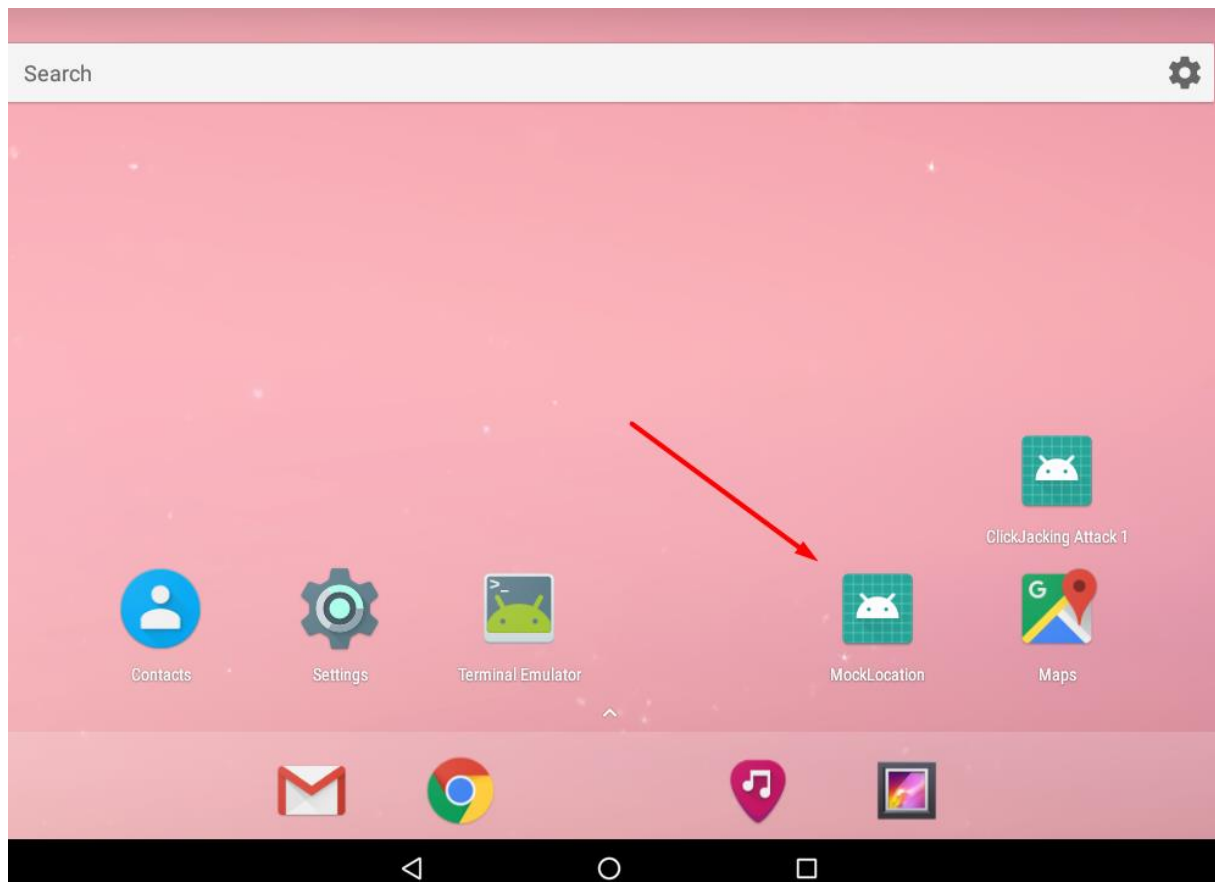 Search
ClickJacking Attack 1
G
>_
Contacts
Settings
Terminal Emulator
MockLocation
Maps